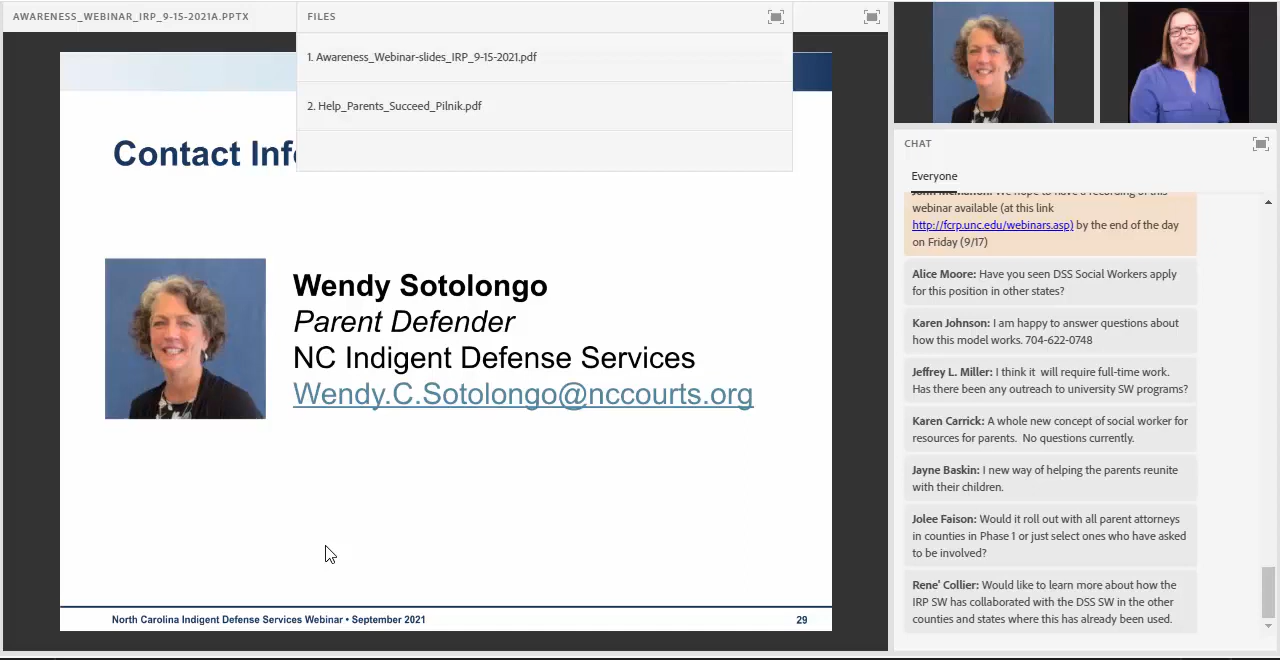 AWARENESS_WEBINAR_IRP_9-15-2021A.PPTX
FILES
1. Awareness_Webinar-slides_IRP_9-15-2021.pdf
2. Help_Parents_Succeed_Pilnik.pdf
Contact Inf
Wendy Sotolongo
Parent Defender
NC Indigent Defense Services
Wendy.C.Sotolongo@nccourts.org
North Carolina Indigent Defense Services Webinar • September 2021
29
CHAT
Everyone
webinar available (at this link
http://fcrp.unc.edu/webinars.asp) by the end of the day
on Friday (9/17)
Alice Moore: Have you seen DSS Social Workers apply
for this position in other states?
Karen Johnson: I am happy to answer questions about
how this model works. 704-622-0748
Jeffrey L. Miller: I think it  will require full-time work.
Has there been any outreach to university SW programs?
Karen Carrick: A whole new concept of social worker for
resources for parents.  No questions currently.
Jayne Baskin: I new way of helping the parents reunite
with their children.
Jolee Faison: Would it roll out with all parent attorneys
in counties in Phase 1 or just select ones who have asked
to be involved?
Rene' Collier: Would like to learn more about how the
IRP SW has collaborated with the DSS SW in the other
counties and states where this has already been used.